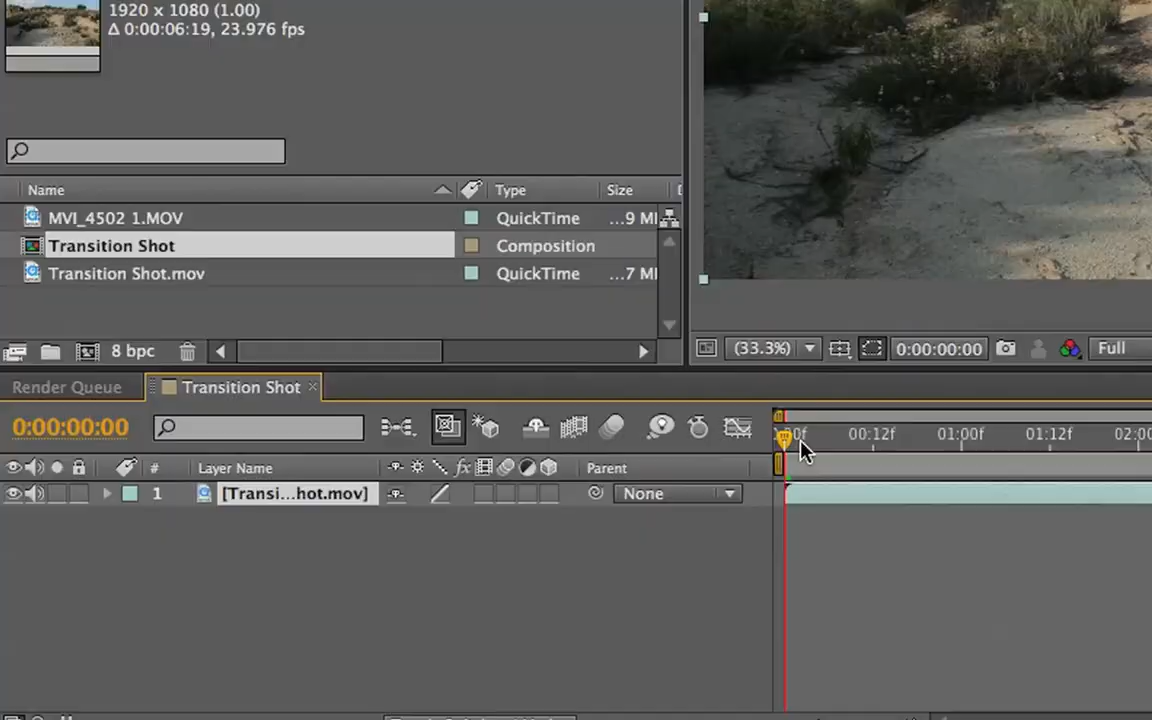 1920 x 1080 (1.00)
Δ 0:00:06:19, 23.976 fps
Name Type Size
MVI_4502 1.MOV QuickTime ...9 MI
Transition Shot Composition
Transition Shot.mov QuickTime ...7 MI
8 bpc
(33.3%) 0:00:00:00 Full
Render Queue Transition Shot ×
0:00:00:00
00:12f 01:00f 01:12f 02:00
# Layer Name fx Parent
1 [Transi...hot.mov] None